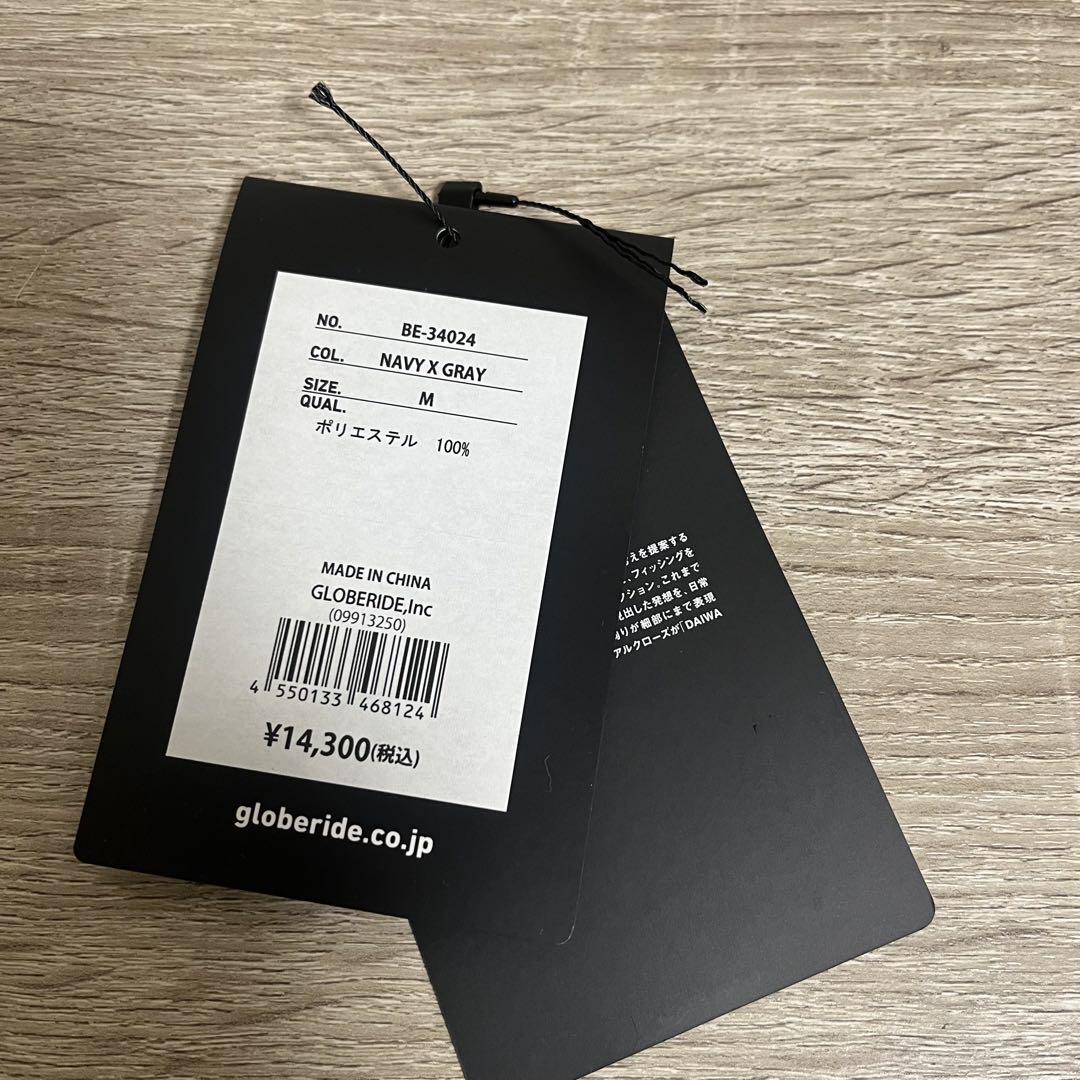 NO. BE-34024
COL. NAVY X GRAY
SIZE. M
QUAL.
ポリエステル 100%
MADE IN CHINA
GLOBERIDE,Inc
(09913250)
4 550133 468124
¥14,300(税込)
globeride.co.jp
えを提案する
、フィッシングを
ション。これまで
出した発想を、日常
りが細部にまで表現
アルクローズが「DAIWA